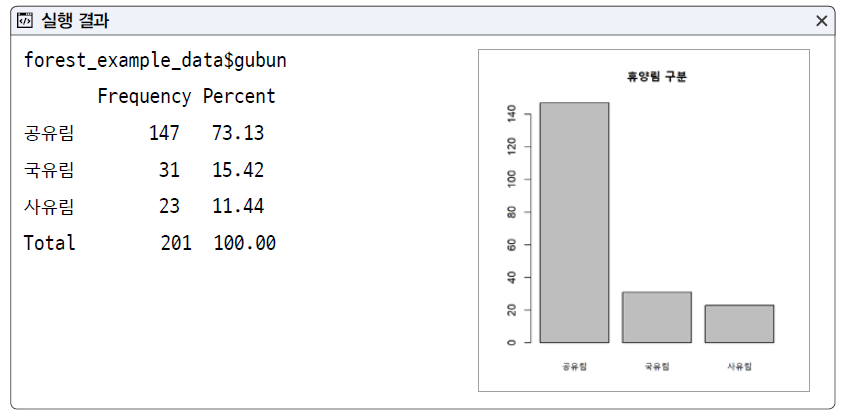 실행 결과
forest_example_data$gubun
Frequency Percent
공유림 147 73.13
국유림 31 15.42
사유림 23 11.44
Total 201 100.00
휴양림 구분
140
120
100
80
60
40
20
0
공유림 국유림 사유림